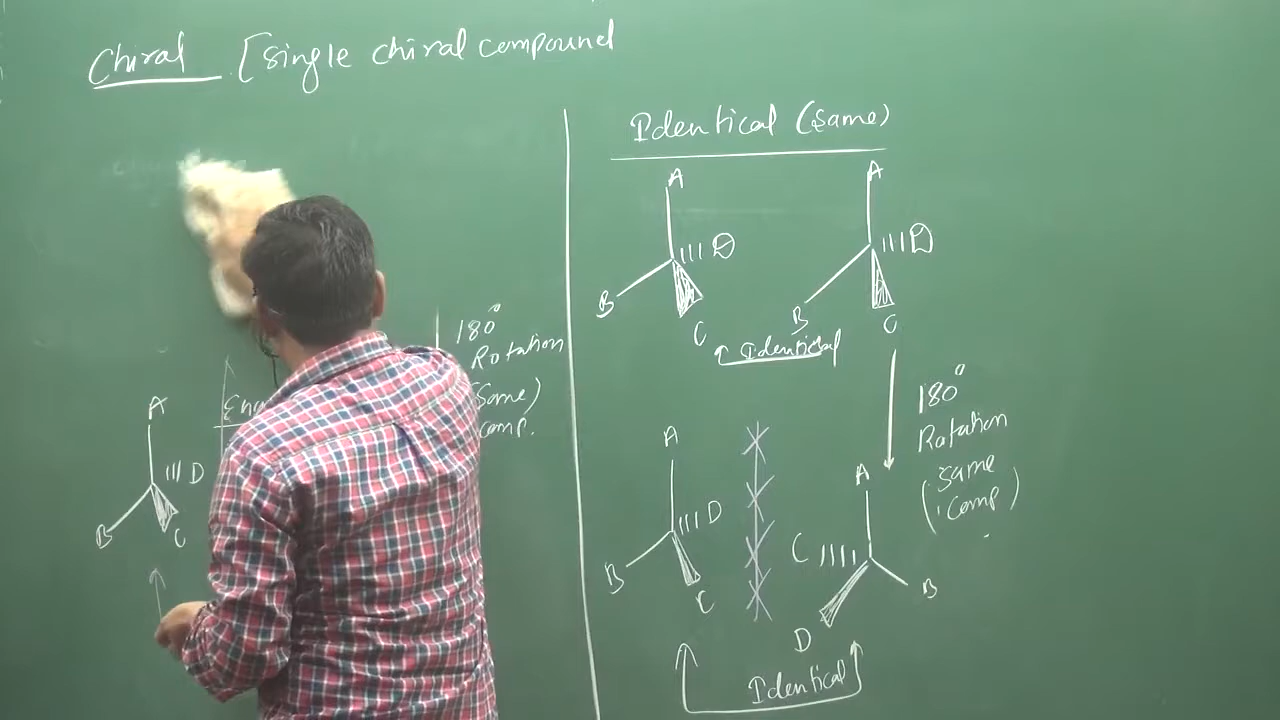 Chiral [single chiral compound
Identical (same)
A A
D D
B C B C
Identical
180°
Rotation
(same
comp)
A A
D C
B C D B
Identical
A
D
B C
180°
Rotation
(same)
comp.